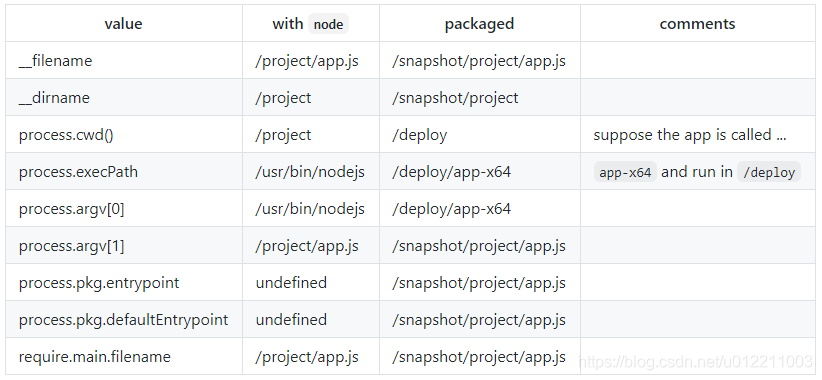 value with node packaged comments
__filename /project/app.js /snapshot/project/app.js
__dirname /project /snapshot/project
process.cwd() /project /deploy suppose the app is called ...
process.execPath /usr/bin/nodejs /deploy/app-x64 app-x64 and run in /deploy
process.argv[0] /usr/bin/nodejs /deploy/app-x64
process.argv[1] /project/app.js /snapshot/project/app.js
process.pkg.entrypoint undefined /snapshot/project/app.js
process.pkg.defaultEntrypoint undefined /snapshot/project/app.js
require.main.filename /project/app.js /snapshot/project/app.js
https://blog.csdn.net/u012211003